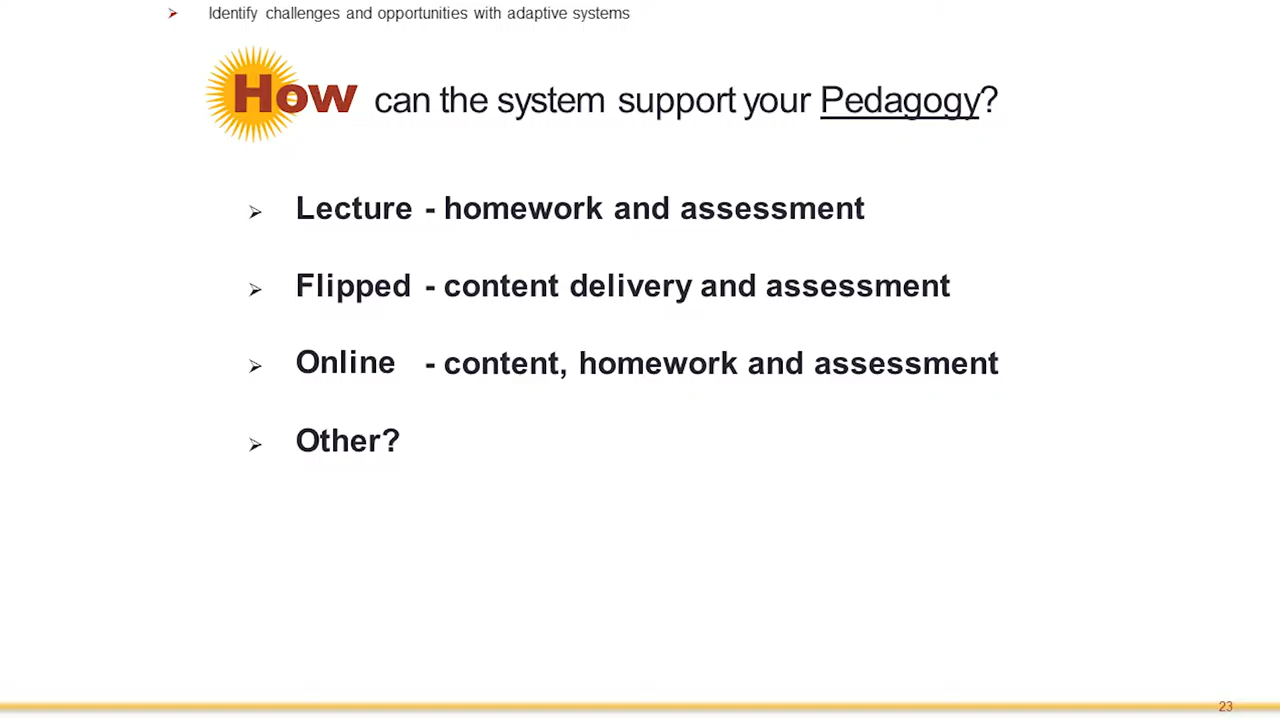 Identify challenges and opportunities with adaptive systems
How can the system support your Pedagogy?
Lecture - homework and assessment
Flipped - content delivery and assessment
Online - content, homework and assessment
Other?
23